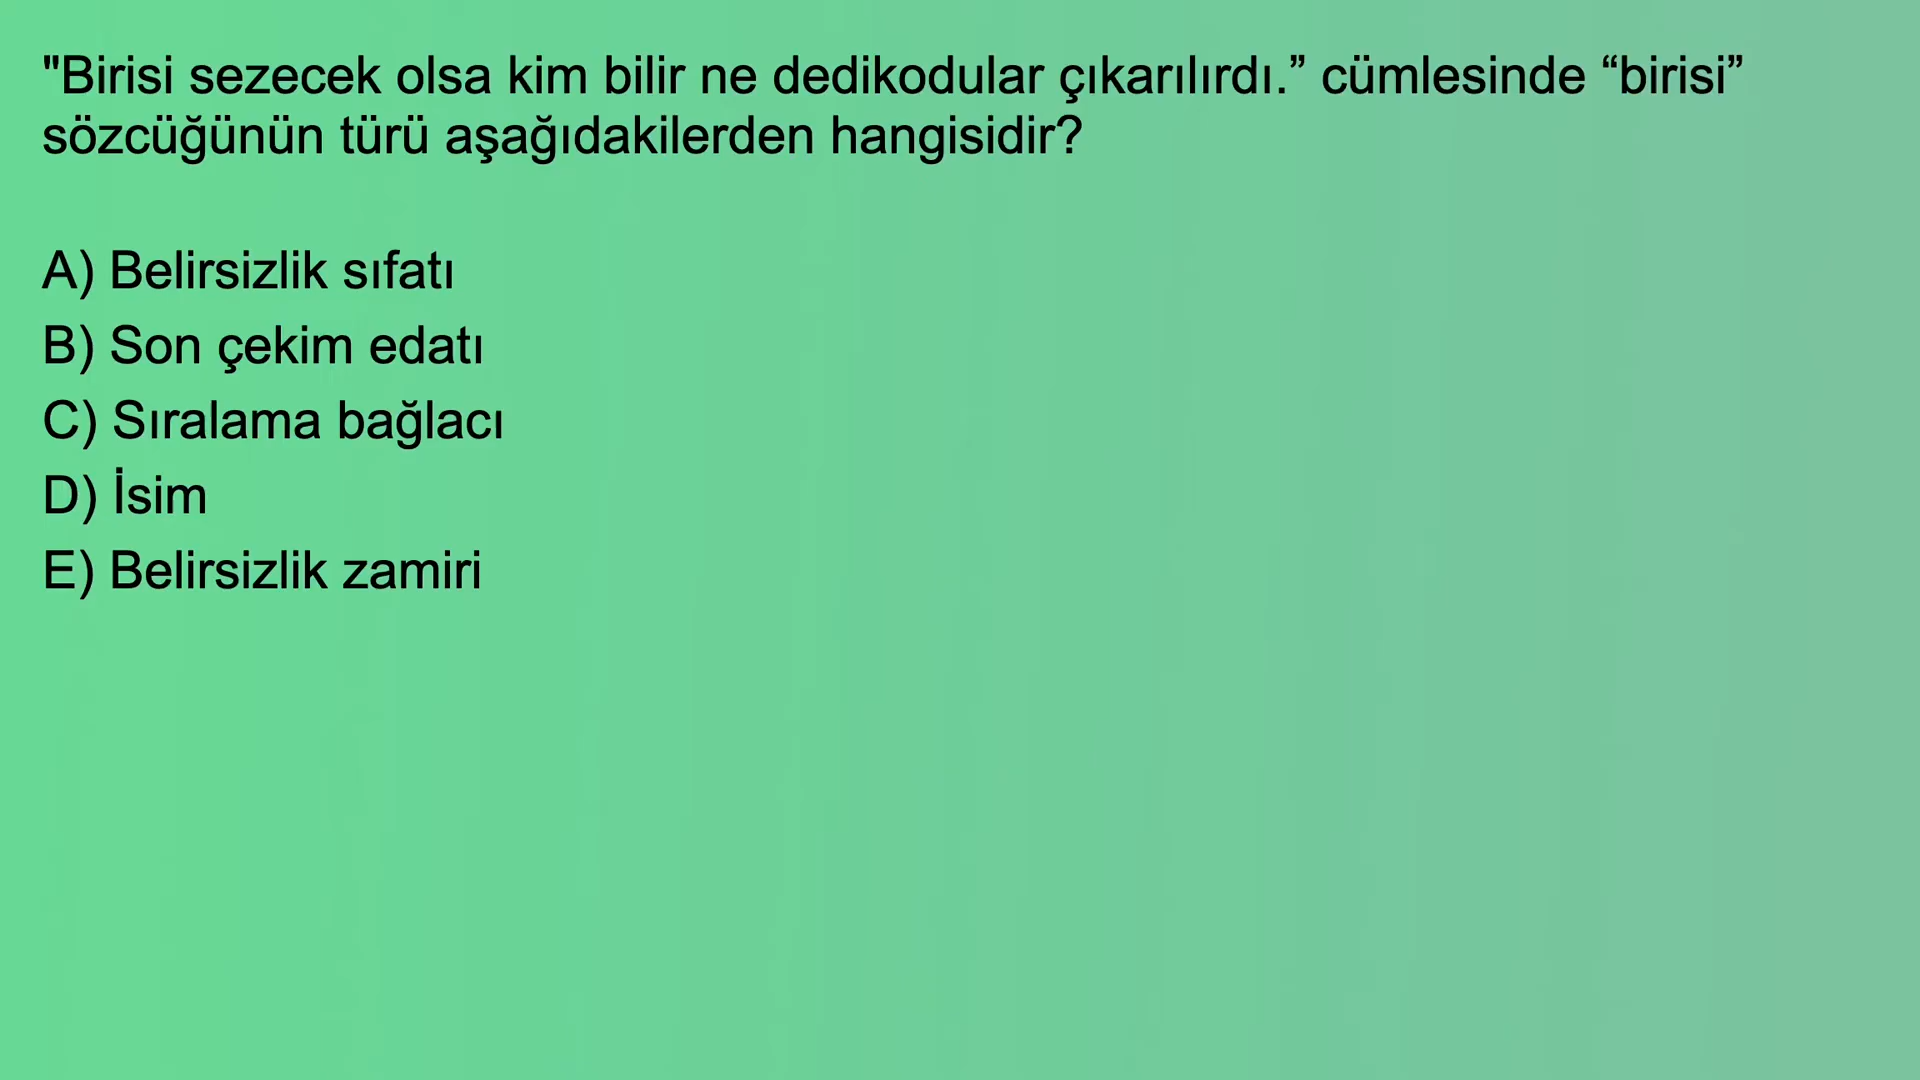 "Birisi sezecek olsa kim bilir ne dedikodular çıkarılırdı.” cümlesinde “birisi”
sözcüğünün türü aşağıdakilerden hangisidir?
A) Belirsizlik sıfatı
B) Son çekim edatı
C) Sıralama bağlacı
D) İsim
E) Belirsizlik zamiri